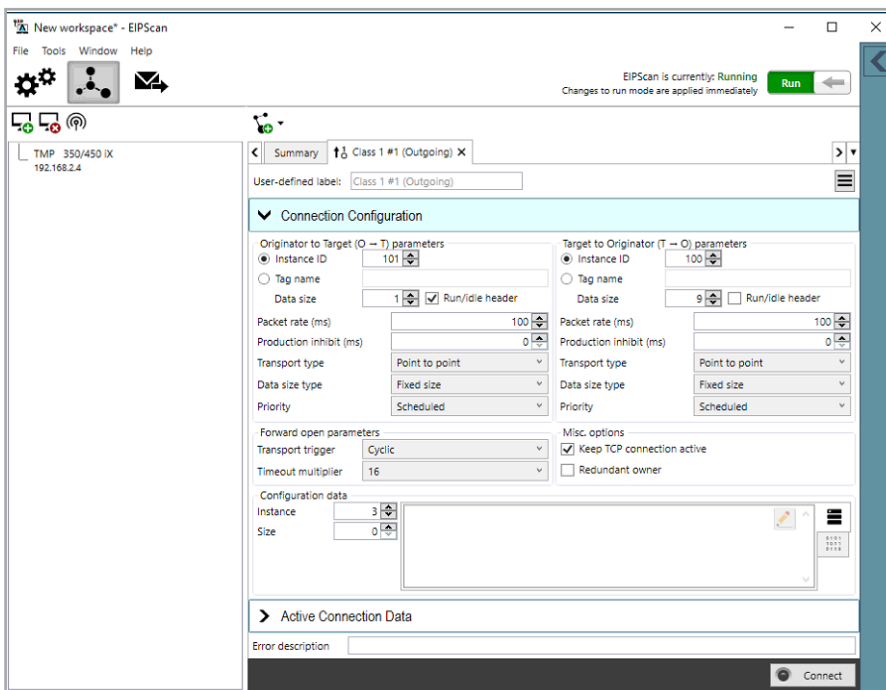 New workspace* - EIPScan
File Tools Window Help
EIPScan is currently: Running
Changes to run mode are applied immediately
Run
TMP 350/450 iX
192.168.2.4
Summary
Class 1 #1 (Outgoing)
User-defined label: Class 1 #1 (Outgoing)
Connection Configuration
Originator to Target (O → T) parameters
Instance ID 101
Tag name
Data size 1 Run/idle header
Packet rate (ms) 100
Production inhibit (ms) 0
Transport type Point to point
Data size type Fixed size
Priority Scheduled
Target to Originator (T → O) parameters
Instance ID 100
Tag name
Data size 9 Run/idle header
Packet rate (ms) 100
Production inhibit (ms) 0
Transport type Point to point
Data size type Fixed size
Priority Scheduled
Forward open parameters
Transport trigger Cyclic
Timeout multiplier 16
Misc. options
Keep TCP connection active
Redundant owner
Configuration data
Instance 3
Size 0
Active Connection Data
Error description
Connect